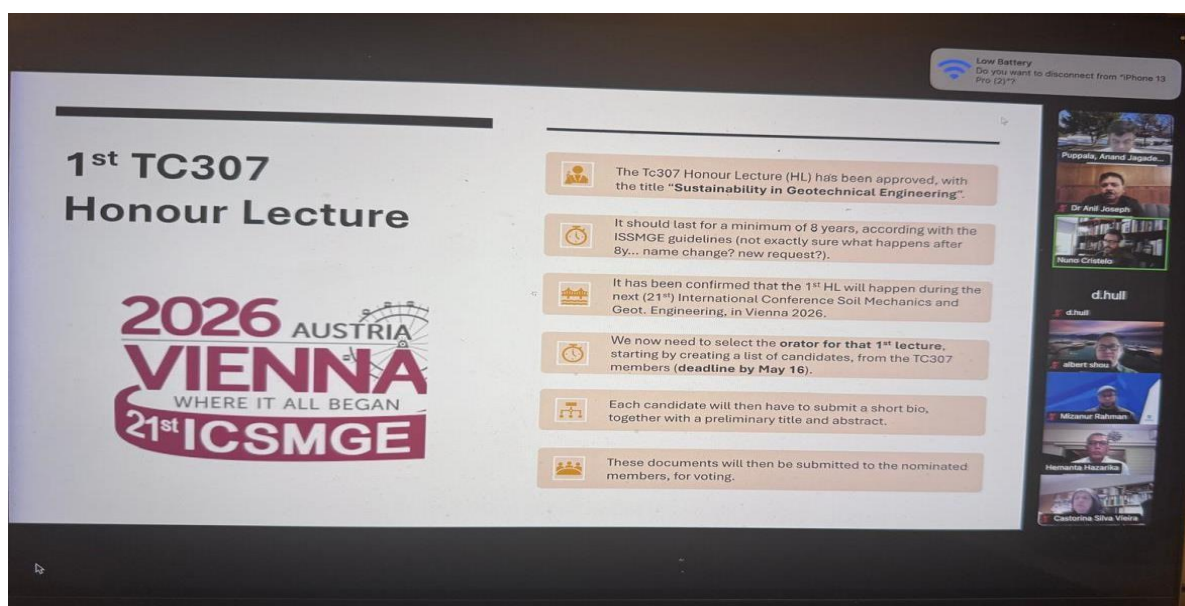 Low Battery
Do you want to disconnect from "iPhone 13
Pro (2)"?
1st TC307
Honour Lecture
2026 AUSTRIA
VIENNA
WHERE IT ALL BEGAN
21st ICSMGE
The Tc307 Honour Lecture (HL) has been approved, with
the title "Sustainability in Geotechnical Engineering".
It should last for a minimum of 8 years, according with the
ISSMGE guidelines (not exactly sure what happens after
8y... name change? new request?).
It has been confirmed that the 1st HL will happen during the
next (21st) International Conference Soil Mechanics and
Geot. Engineering, in Vienna 2026.
We now need to select the orator for that 1st lecture,
starting by creating a list of candidates, from the TC307
members (deadline by May 16).
Each candidate will then have to submit a short bio,
together with a preliminary title and abstract.
These documents will then be submitted to the nominated
members, for voting.
Puppala, Anand Jagade...
Dr Anil Joseph
Nuno Cristelo
d.hull
d.hull
albert shou
Mizanur Rahman
Hemanta Hazarika
Castorina Silva Vieira